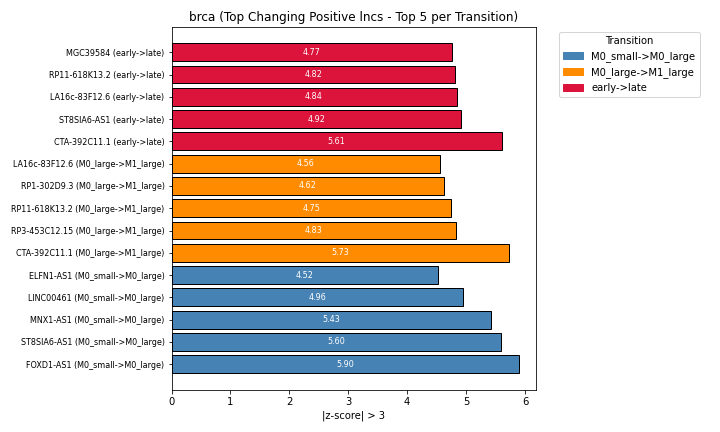 brca (Top Changing Positive lncs - Top 5 per Transition)
MGC39584 (early->late) 4.77
RP11-618K13.2 (early->late) 4.82
LA16c-83F12.6 (early->late) 4.84
ST8SIA6-AS1 (early->late) 4.92
CTA-392C11.1 (early->late) 5.61
LA16c-83F12.6 (M0_large->M1_large) 4.56
RP1-302D9.3 (M0_large->M1_large) 4.62
RP11-618K13.2 (M0_large->M1_large) 4.75
RP3-453C12.15 (M0_large->M1_large) 4.83
CTA-392C11.1 (M0_large->M1_large) 5.73
ELFN1-AS1 (M0_small->M0_large) 4.52
LINC00461 (M0_small->M0_large) 4.96
MNX1-AS1 (M0_small->M0_large) 5.43
ST8SIA6-AS1 (M0_small->M0_large) 5.60
FOXD1-AS1 (M0_small->M0_large) 5.90
0 1 2 3 4 5 6
|z-score| > 3
Transition
M0_small->M0_large
M0_large->M1_large
early->late